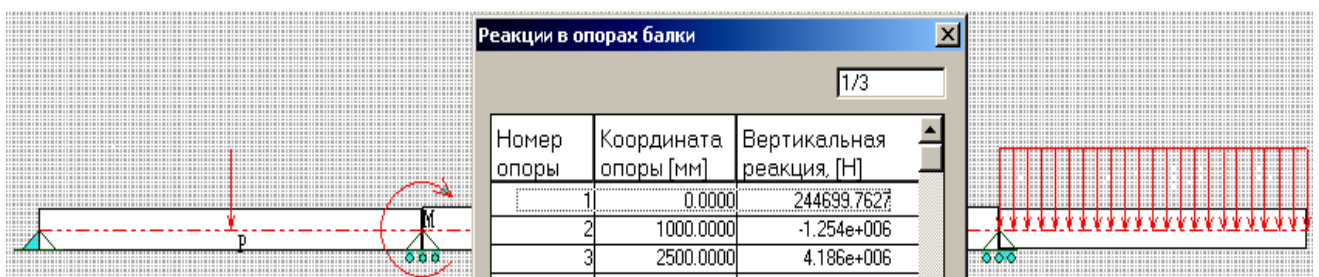 Реакции в опорах балки
1/3
Номер опоры Координата опоры [мм] Вертикальная реакция, [Н]
1 0.0000 244699.7627
2 1000.0000 -1.254e+006
3 2500.0000 4.186e+006
M
P